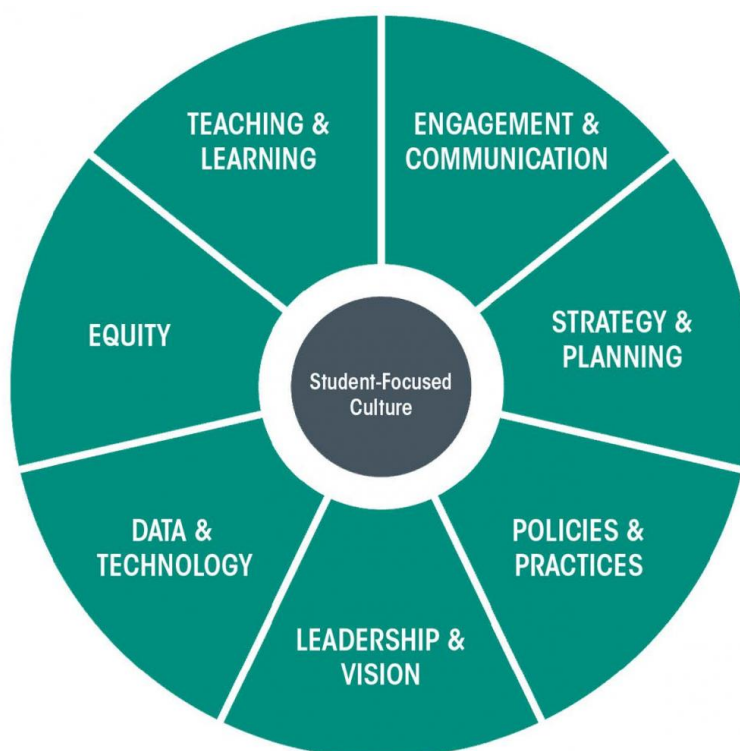 TEACHING &
LEARNING
ENGAGEMENT &
COMMUNICATION
EQUITY
STRATEGY &
PLANNING
Student-Focused
Culture
DATA &
TECHNOLOGY
POLICIES &
PRACTICES
LEADERSHIP &
VISION